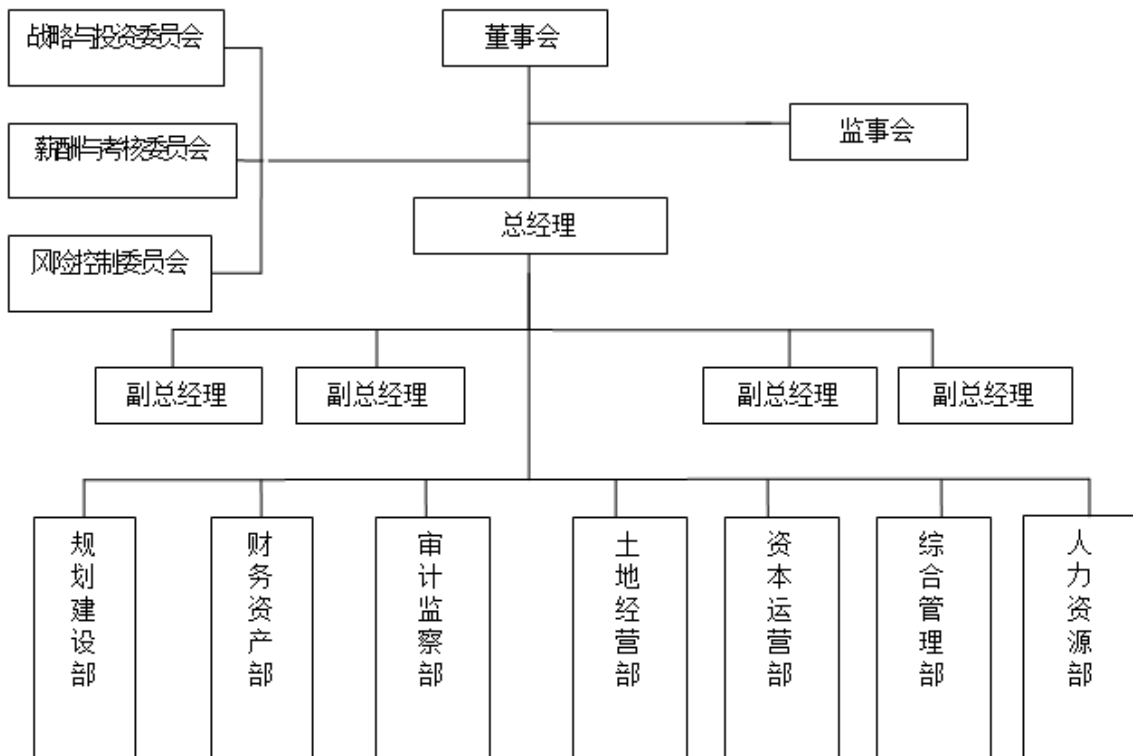 战略与投资委员会
董事会
监事会
薪酬与考核委员会
总经理
风险控制委员会
副总经理
副总经理
副总经理
副总经理
规划建设部
财务资产部
审计监察部
土地经营部
资本运营部
综合管理部
人力资源部